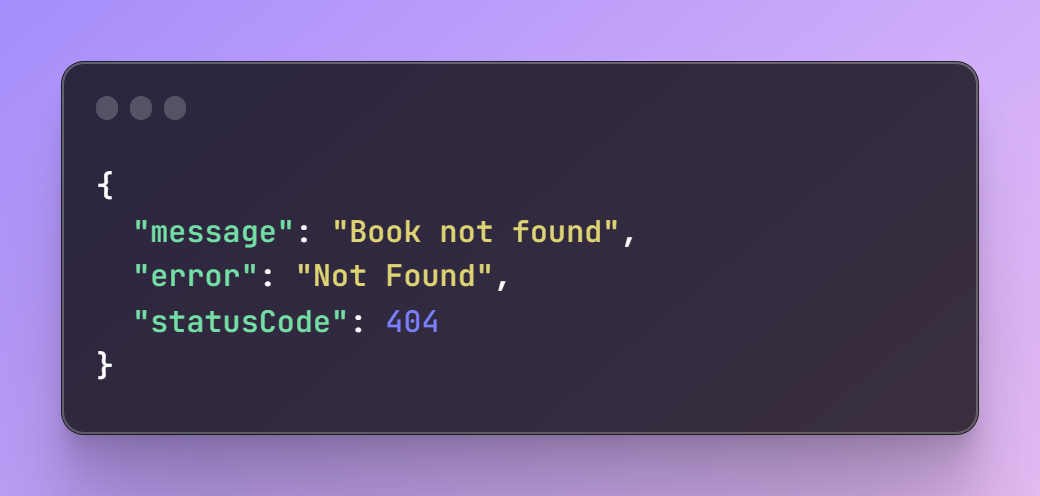 {
  "message": "Book not found",
  "error": "Not Found",
  "statusCode": 404
}